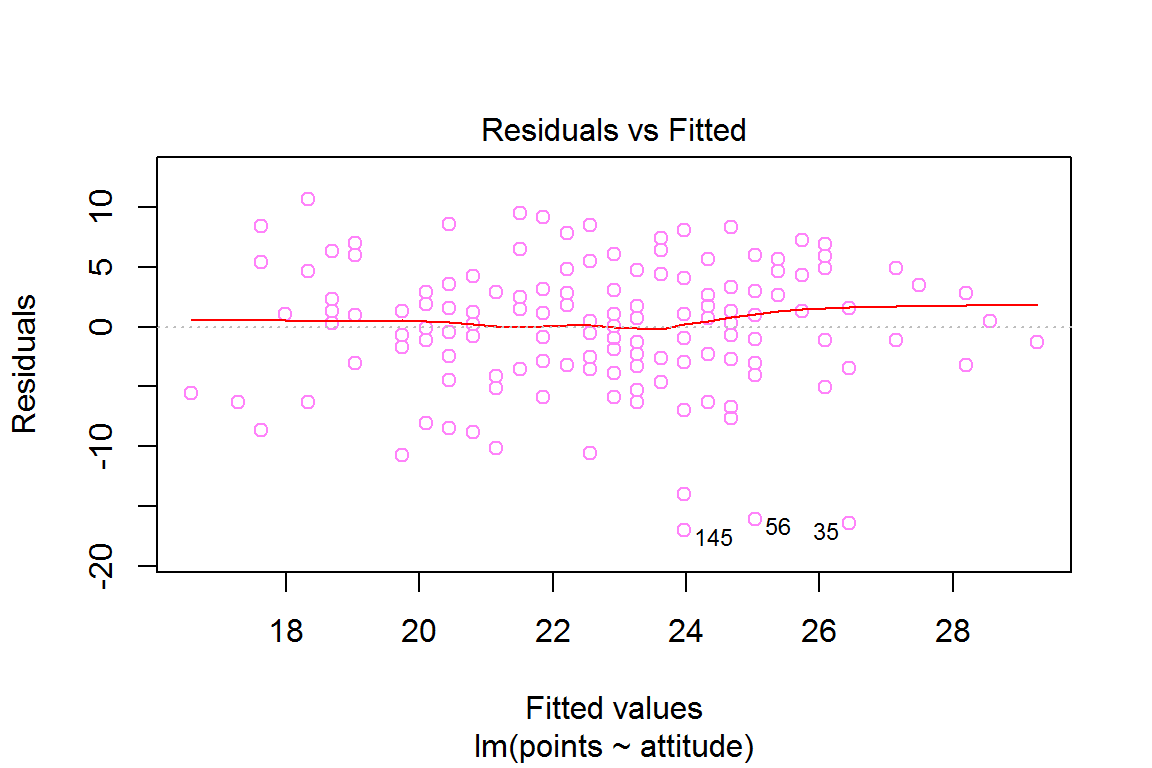 Residuals vs Fitted
Residuals
10
5
0
-10
-20
145
56
35
18 20 22 24 26 28
Fitted values
lm(points ~ attitude)